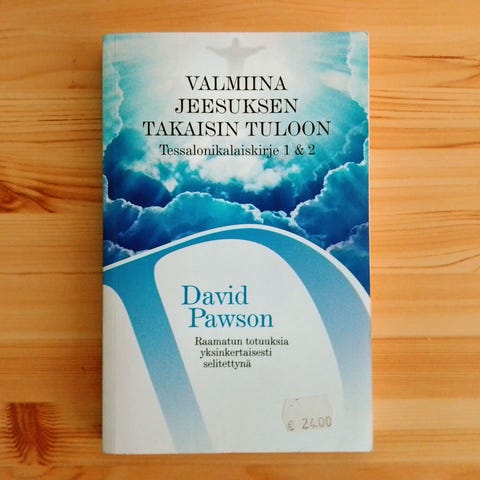 VALMIINA
JEESUKSEN
TAKAISIN TULOON
Tessalonikalaiskirje 1 & 2
David
Pawson
Raamatun totuuksia
yksinkertaisesti
selitettynä
€ 24.00